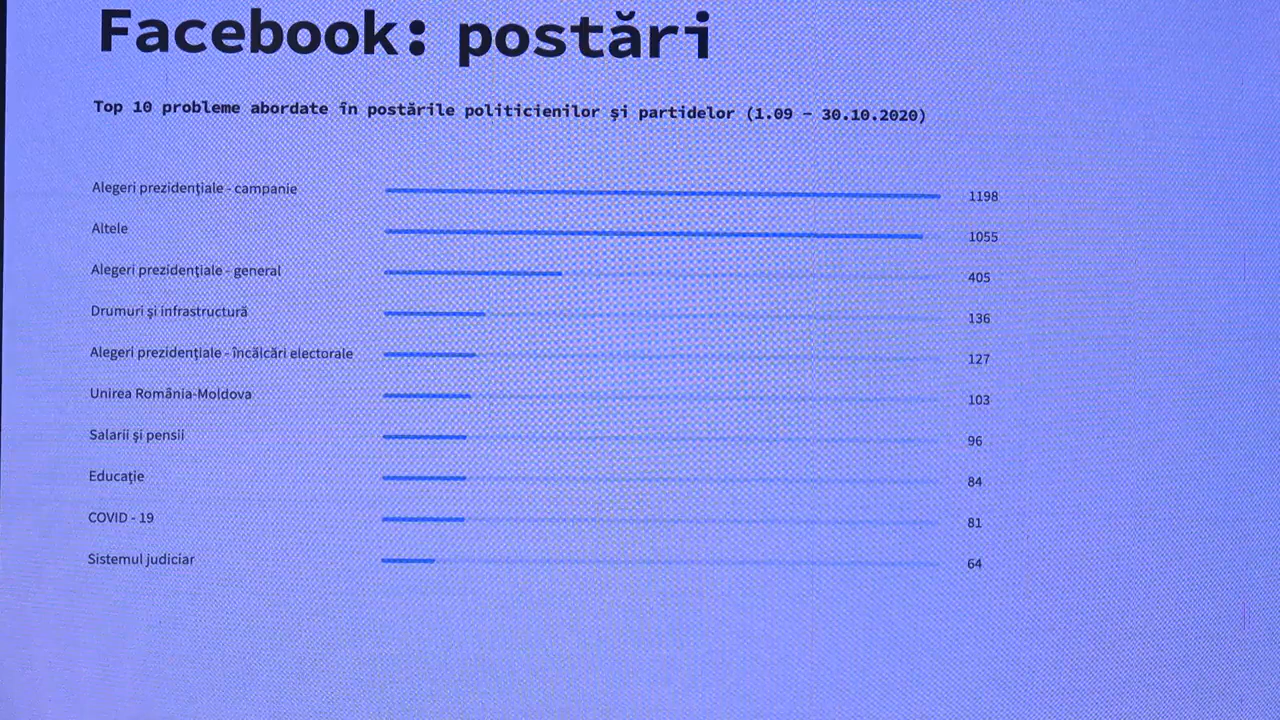 Facebook: postări
Top 10 probleme abordate în postările politicienilor și partidelor (1.09 – 30.10.2020)
Alegeri prezidențiale - campanie 1198
Altele 1055
Alegeri prezidențiale - general 405
Drumuri și infrastructură 136
Alegeri prezidențiale - încălcări electorale 127
Unirea România-Moldova 103
Salarii și pensii 96
Educație 84
COVID - 19 81
Sistemul judiciar 64